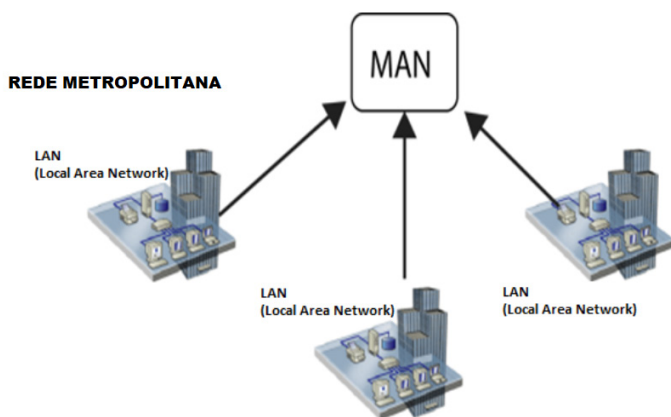 MAN
REDE METROPOLITANA
LAN
(Local Area Network)
LAN
(Local Area Network)
LAN
(Local Area Network)